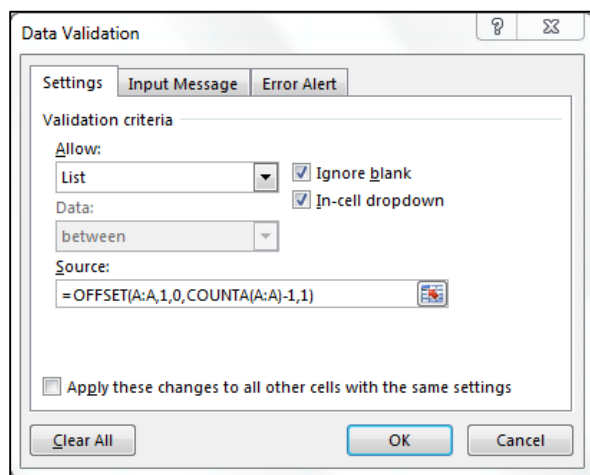 Data Validation
Settings Input Message Error Alert
Validation criteria
Allow:
List
Ignore blank
In-cell dropdown
Data:
between
Source:
=OFFSET(A:A,1,0,COUNTA(A:A)-1,1)
Apply these changes to all other cells with the same settings
Clear All OK Cancel